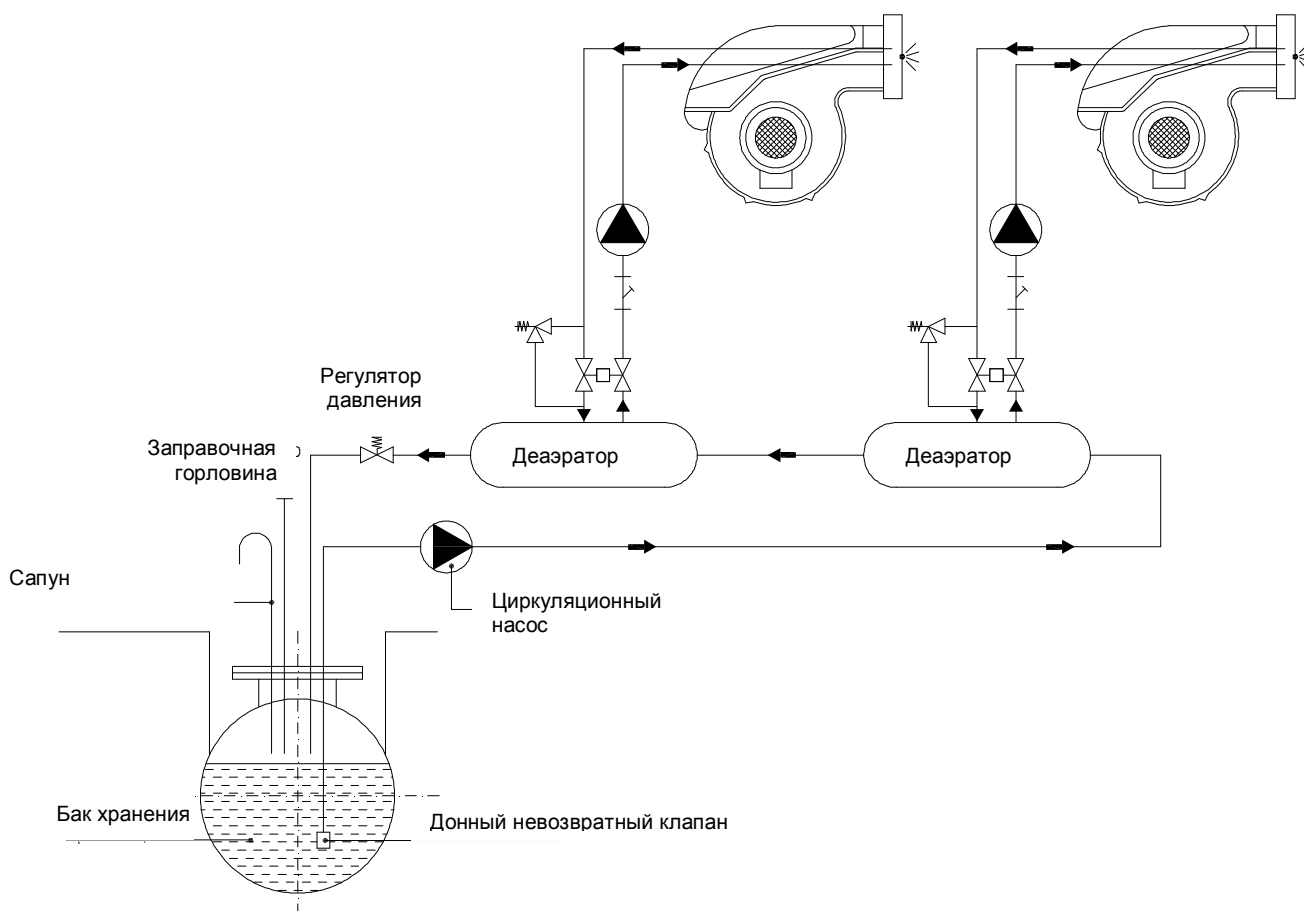 Регулятор
давления
Заправочная
горловина
Деаэратор
Деаэратор
Сапун
Циркуляционный
насос
Бак хранения
Донный невозвратный клапан